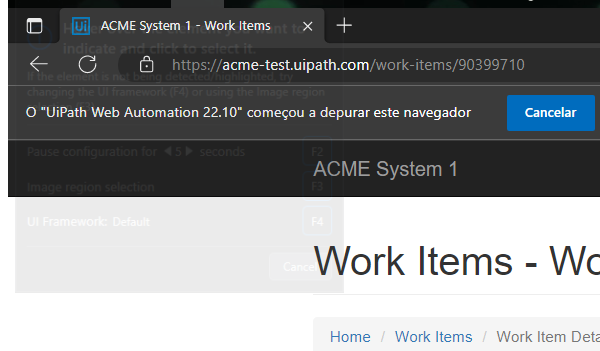 ACME System 1 - Work Items
indicate and click to select it.
https://acme-test.uipath.com/work-items/90399710
If the element is not being detected/highlighted, by
changing the UI framework (F4) or using the Image region
O "UiPath Web Automation 22.10" começou a depurar este navegador
Cancelar
Pause configuration for 5 seconds
F2
ACME System 1
Image region selection
F3
UI Framework: Default
F4
Work Items - Wo
Home / Work Items / Work Item Deta